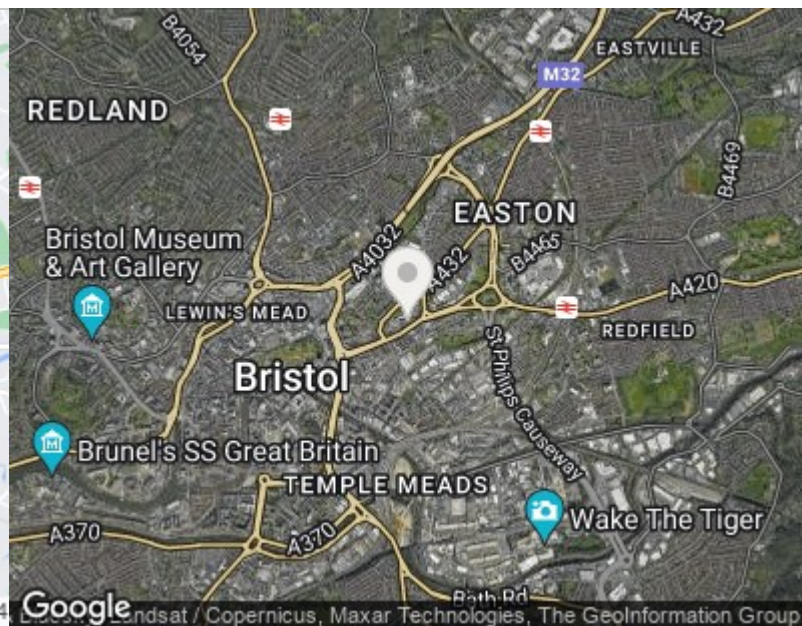 A432
B4054
EASTVILLE
M32
REDLAND
B4469
EASTON
Bristol Museum
& Art Gallery
A4032
A432
B4465
A420
LEWIN'S MEAD
REDFIELD
Bristol
St Philips Causeway
Brunel's SS Great Britain
TEMPLE MEADS
Wake The Tiger
A370
A370
Bath Rd
Google
Landsat / Copernicus, Maxar Technologies, The GeoInformation Group